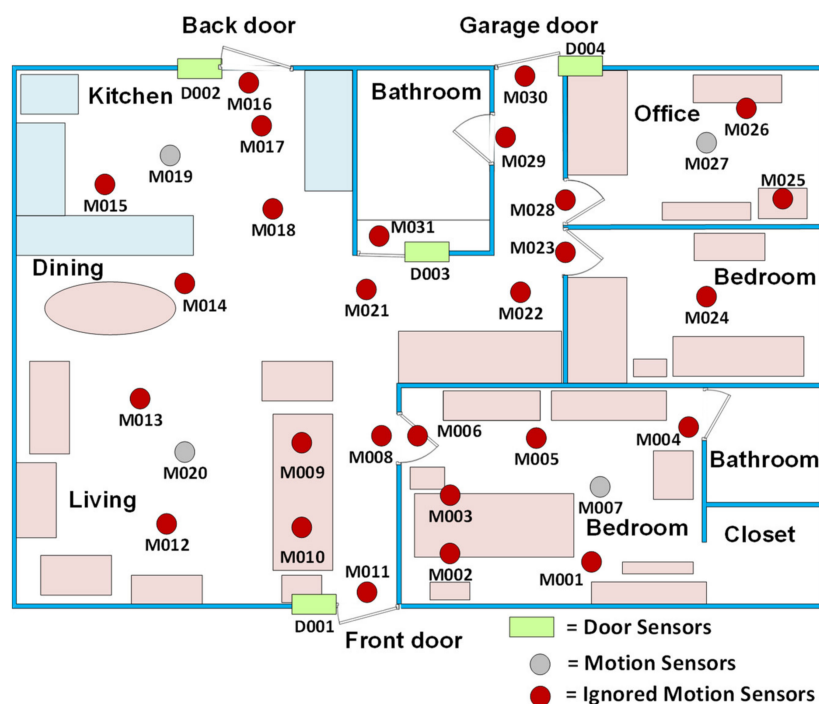 Back door
Garage door
D004
D002
Kitchen
M016
Bathroom
M030
Office
M026
M017
M029
M027
M019
M015
M025
M018
M028
M031
M023
D003
Dining
M014
M021
M022
Bedroom
M024
M013
M006
M008
M005
M004
M009
M020
Bathroom
M003
M007
Living
M010
Bedroom
Closet
M012
M002
M001
M011
D001
Front door
= Door Sensors
= Motion Sensors
= Ignored Motion Sensors